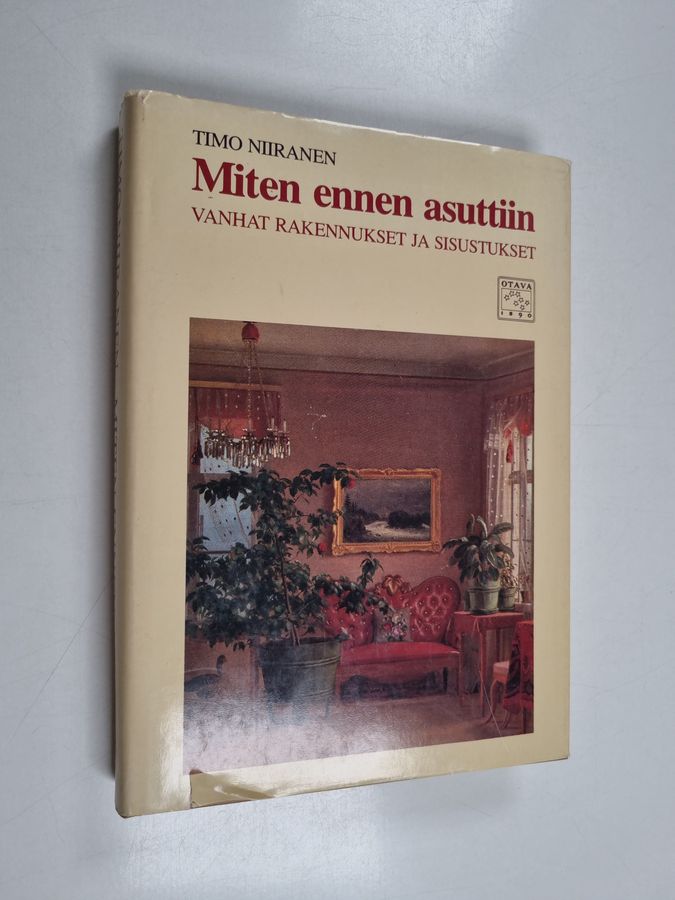 TIMO NIIRANEN
Miten ennen asuttiin
VANHAT RAKENNUKSET JA SISUSTUKSET
OTAVA
1890